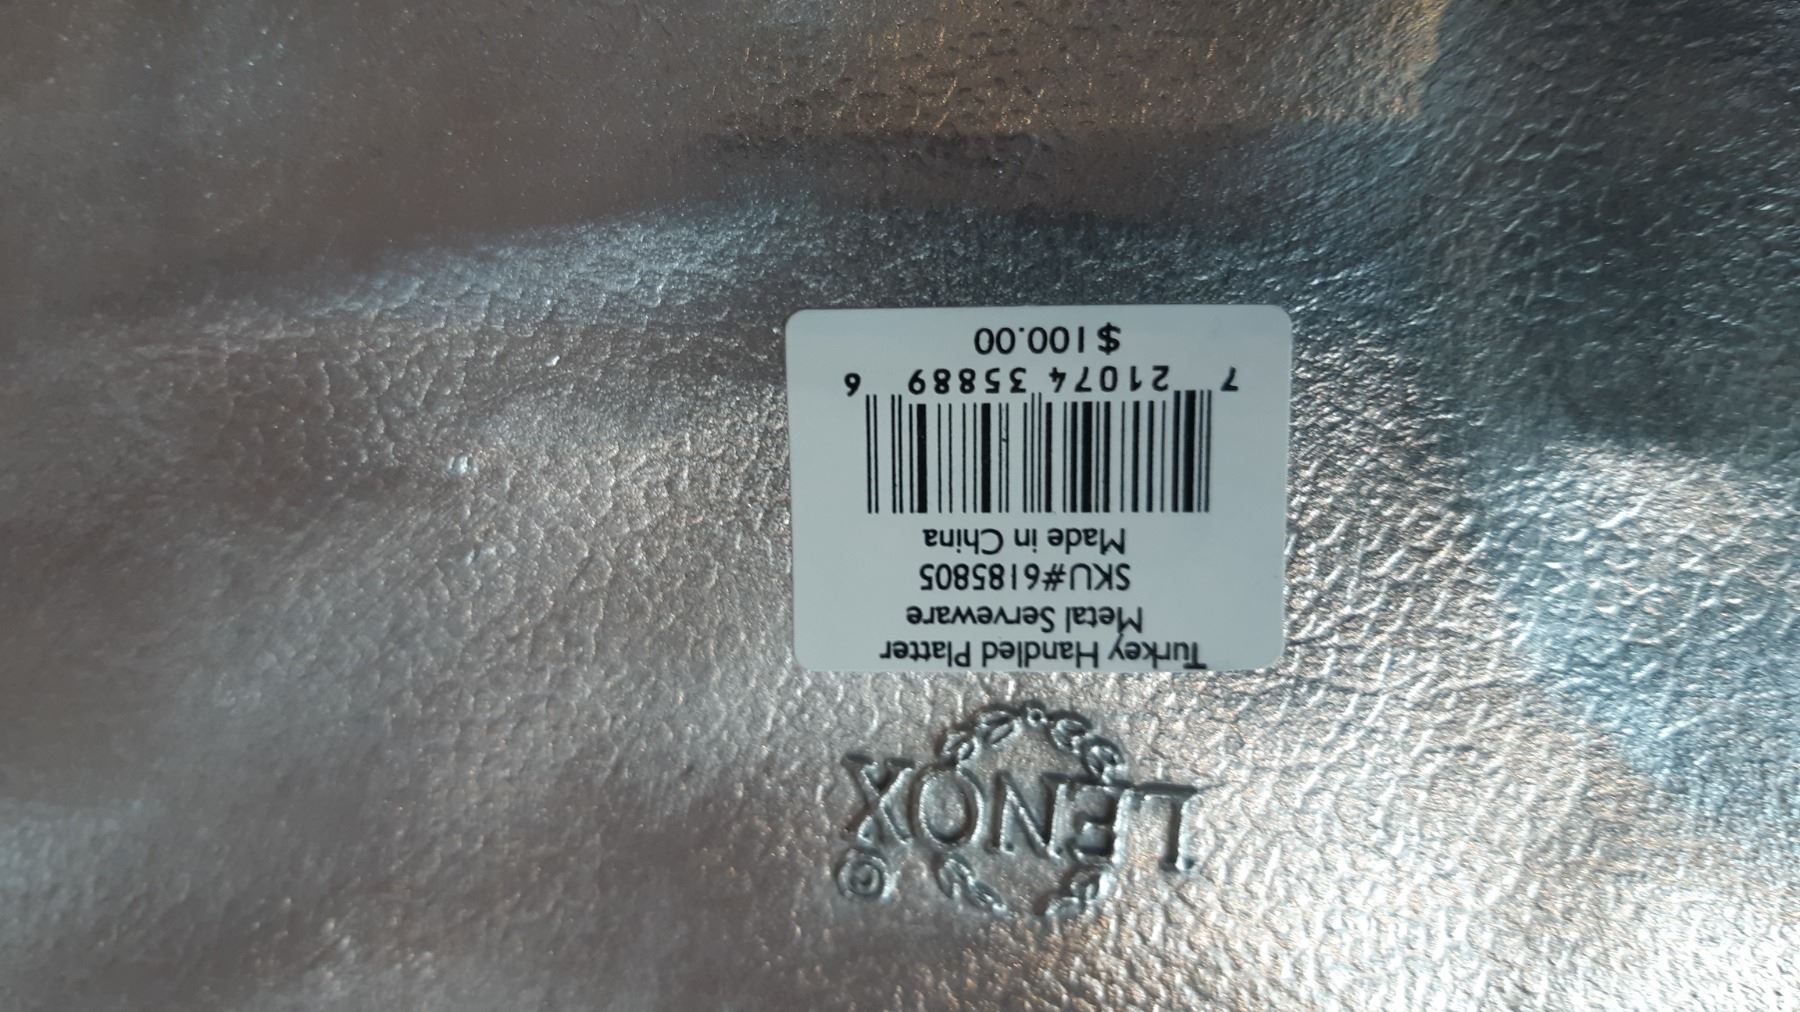 LENOX
©
Turkey Handled Platter
Metal Serveware
SKU#6185805
Made in China
7 21074 35889 6
$100.00